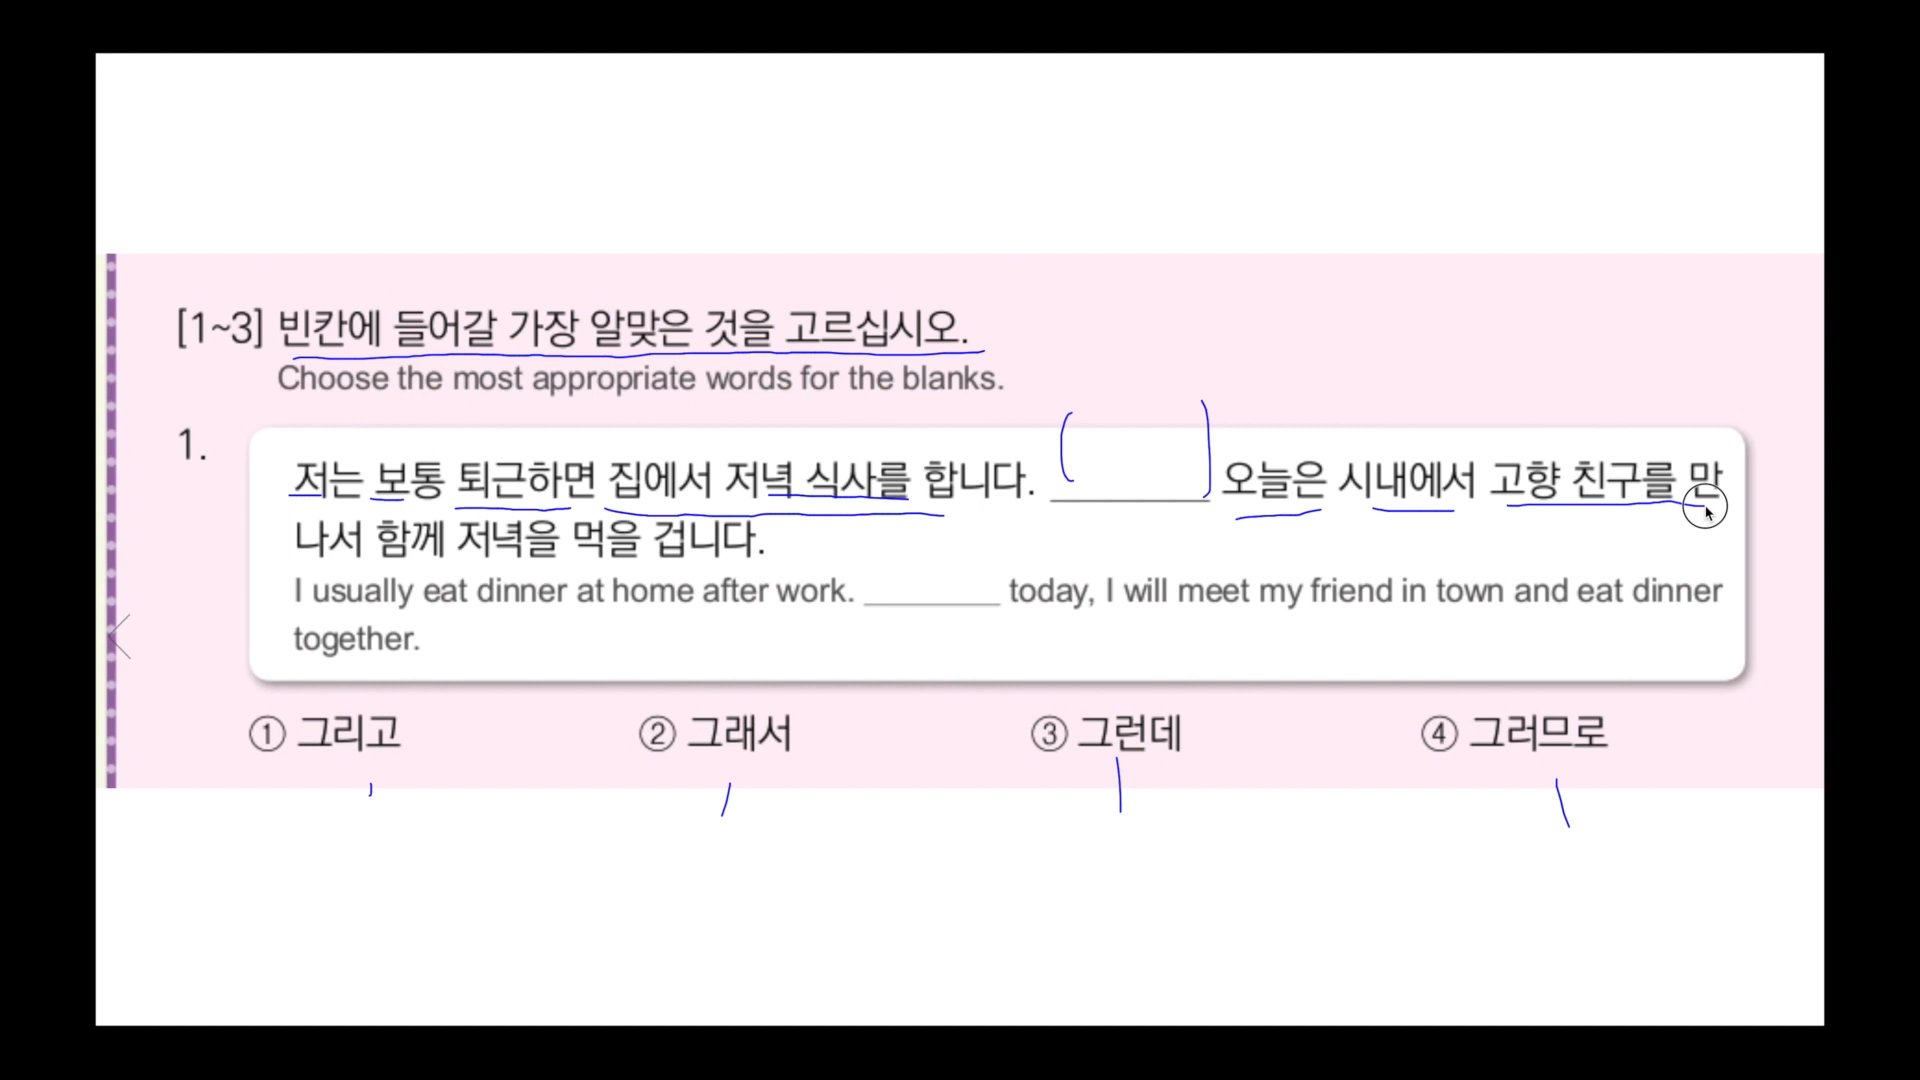 [1~3] 빈칸에 들어갈 가장 알맞은 것을 고르십시오.
Choose the most appropriate words for the blanks.
1.
저는 보통 퇴근하면 집에서 저녁 식사를 합니다. ________ 오늘은 시내에서 고향 친구를 만
나서 함께 저녁을 먹을 겁니다.
I usually eat dinner at home after work. ________ today, I will meet my friend in town and eat dinner
together.
① 그리고 ② 그래서 ③ 그런데 ④ 그러므로